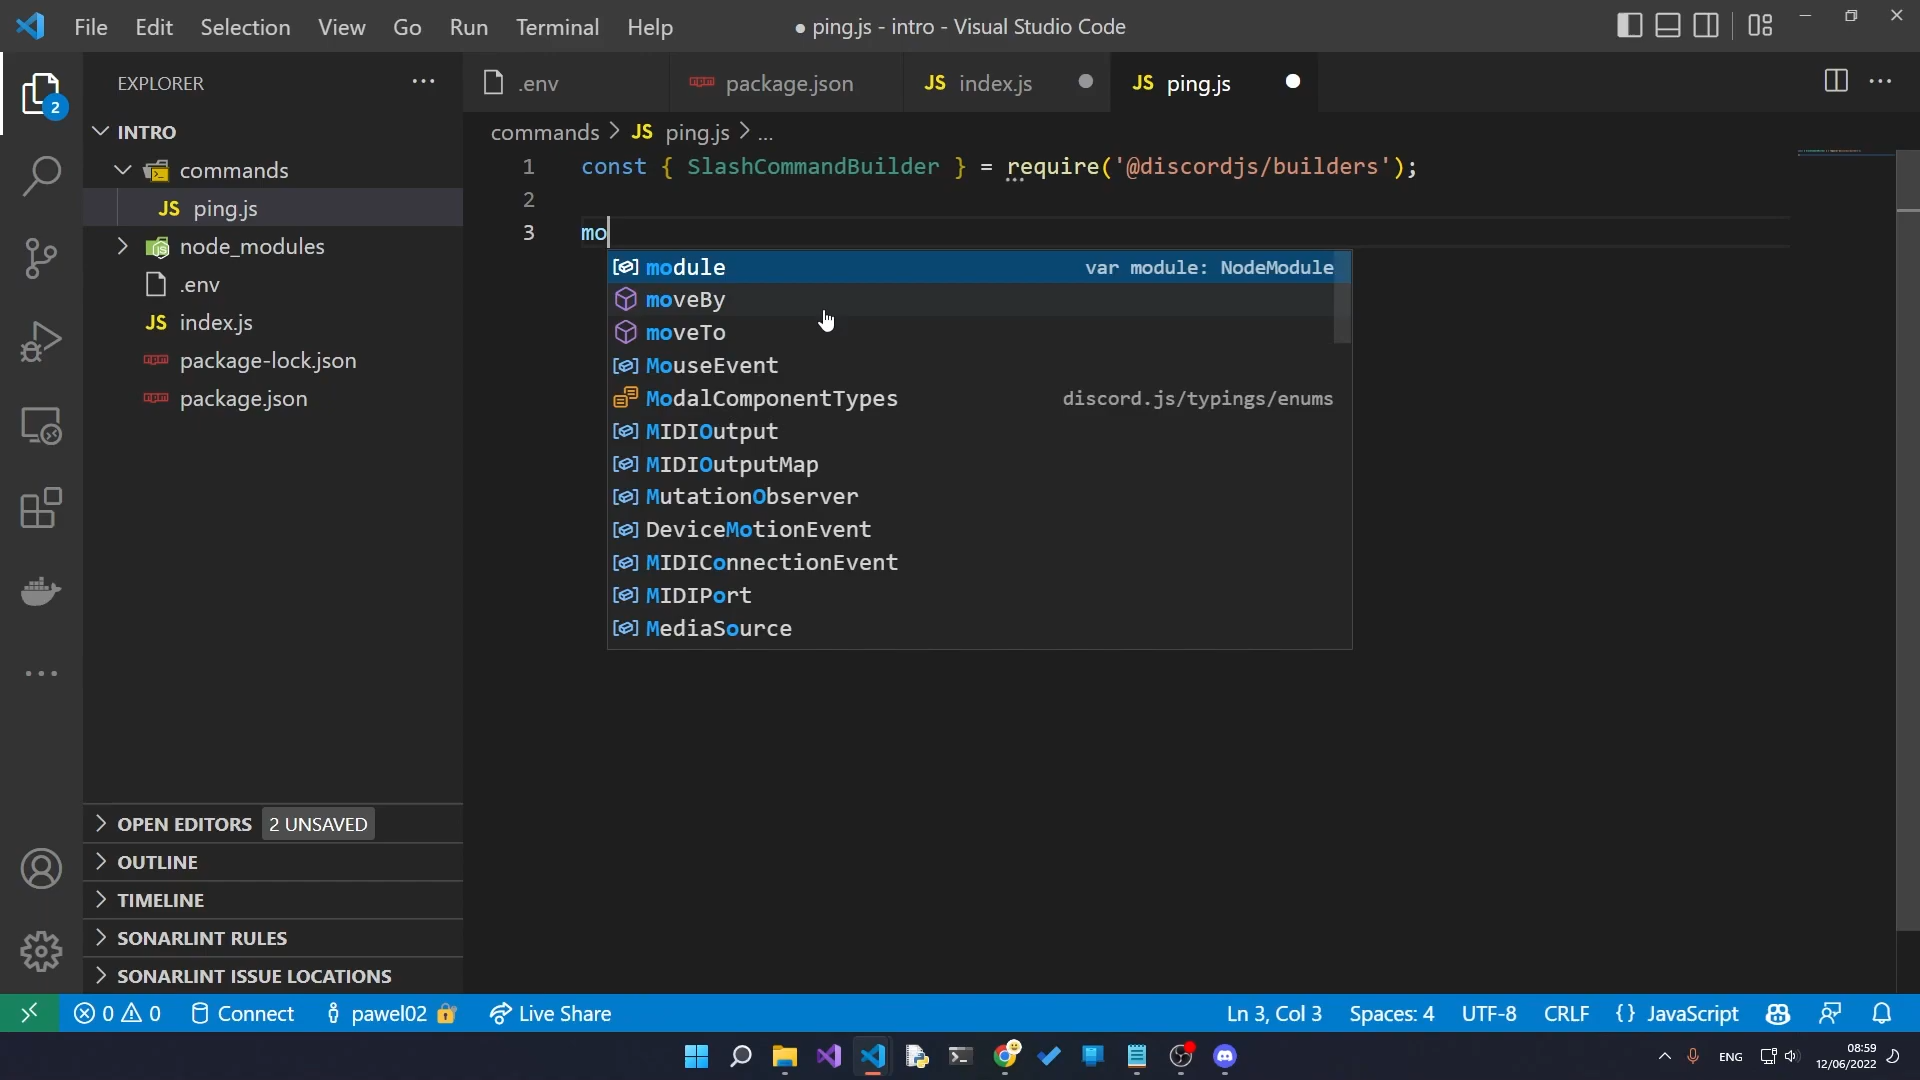 File Edit Selection View Go Run Terminal Help
● ping.js - intro - Visual Studio Code
2
EXPLORER
INTRO
commands
JS ping.js
node_modules
.env
JS index.js
package-lock.json
package.json
OPEN EDITORS 2 UNSAVED
OUTLINE
TIMELINE
SONARLINT RULES
SONARLINT ISSUE LOCATIONS
.env package.json JS index.js JS ping.js
commands > JS ping.js > ...
1 const { SlashCommandBuilder } = require('@discordjs/builders');
2
3 mo
module var module: NodeModule
moveBy
moveTo
MouseEvent
ModalComponentTypes discord.js/typings/enums
MIDIOutput
MIDIOutputMap
MutationObserver
DeviceMotionEvent
MIDIConnectionEvent
MIDIPort
MediaSource
0 0 Connect pawel02 Live Share Ln 3, Col 3 Spaces: 4 UTF-8 CRLF {} JavaScript
ENG 08:59
12/06/2022